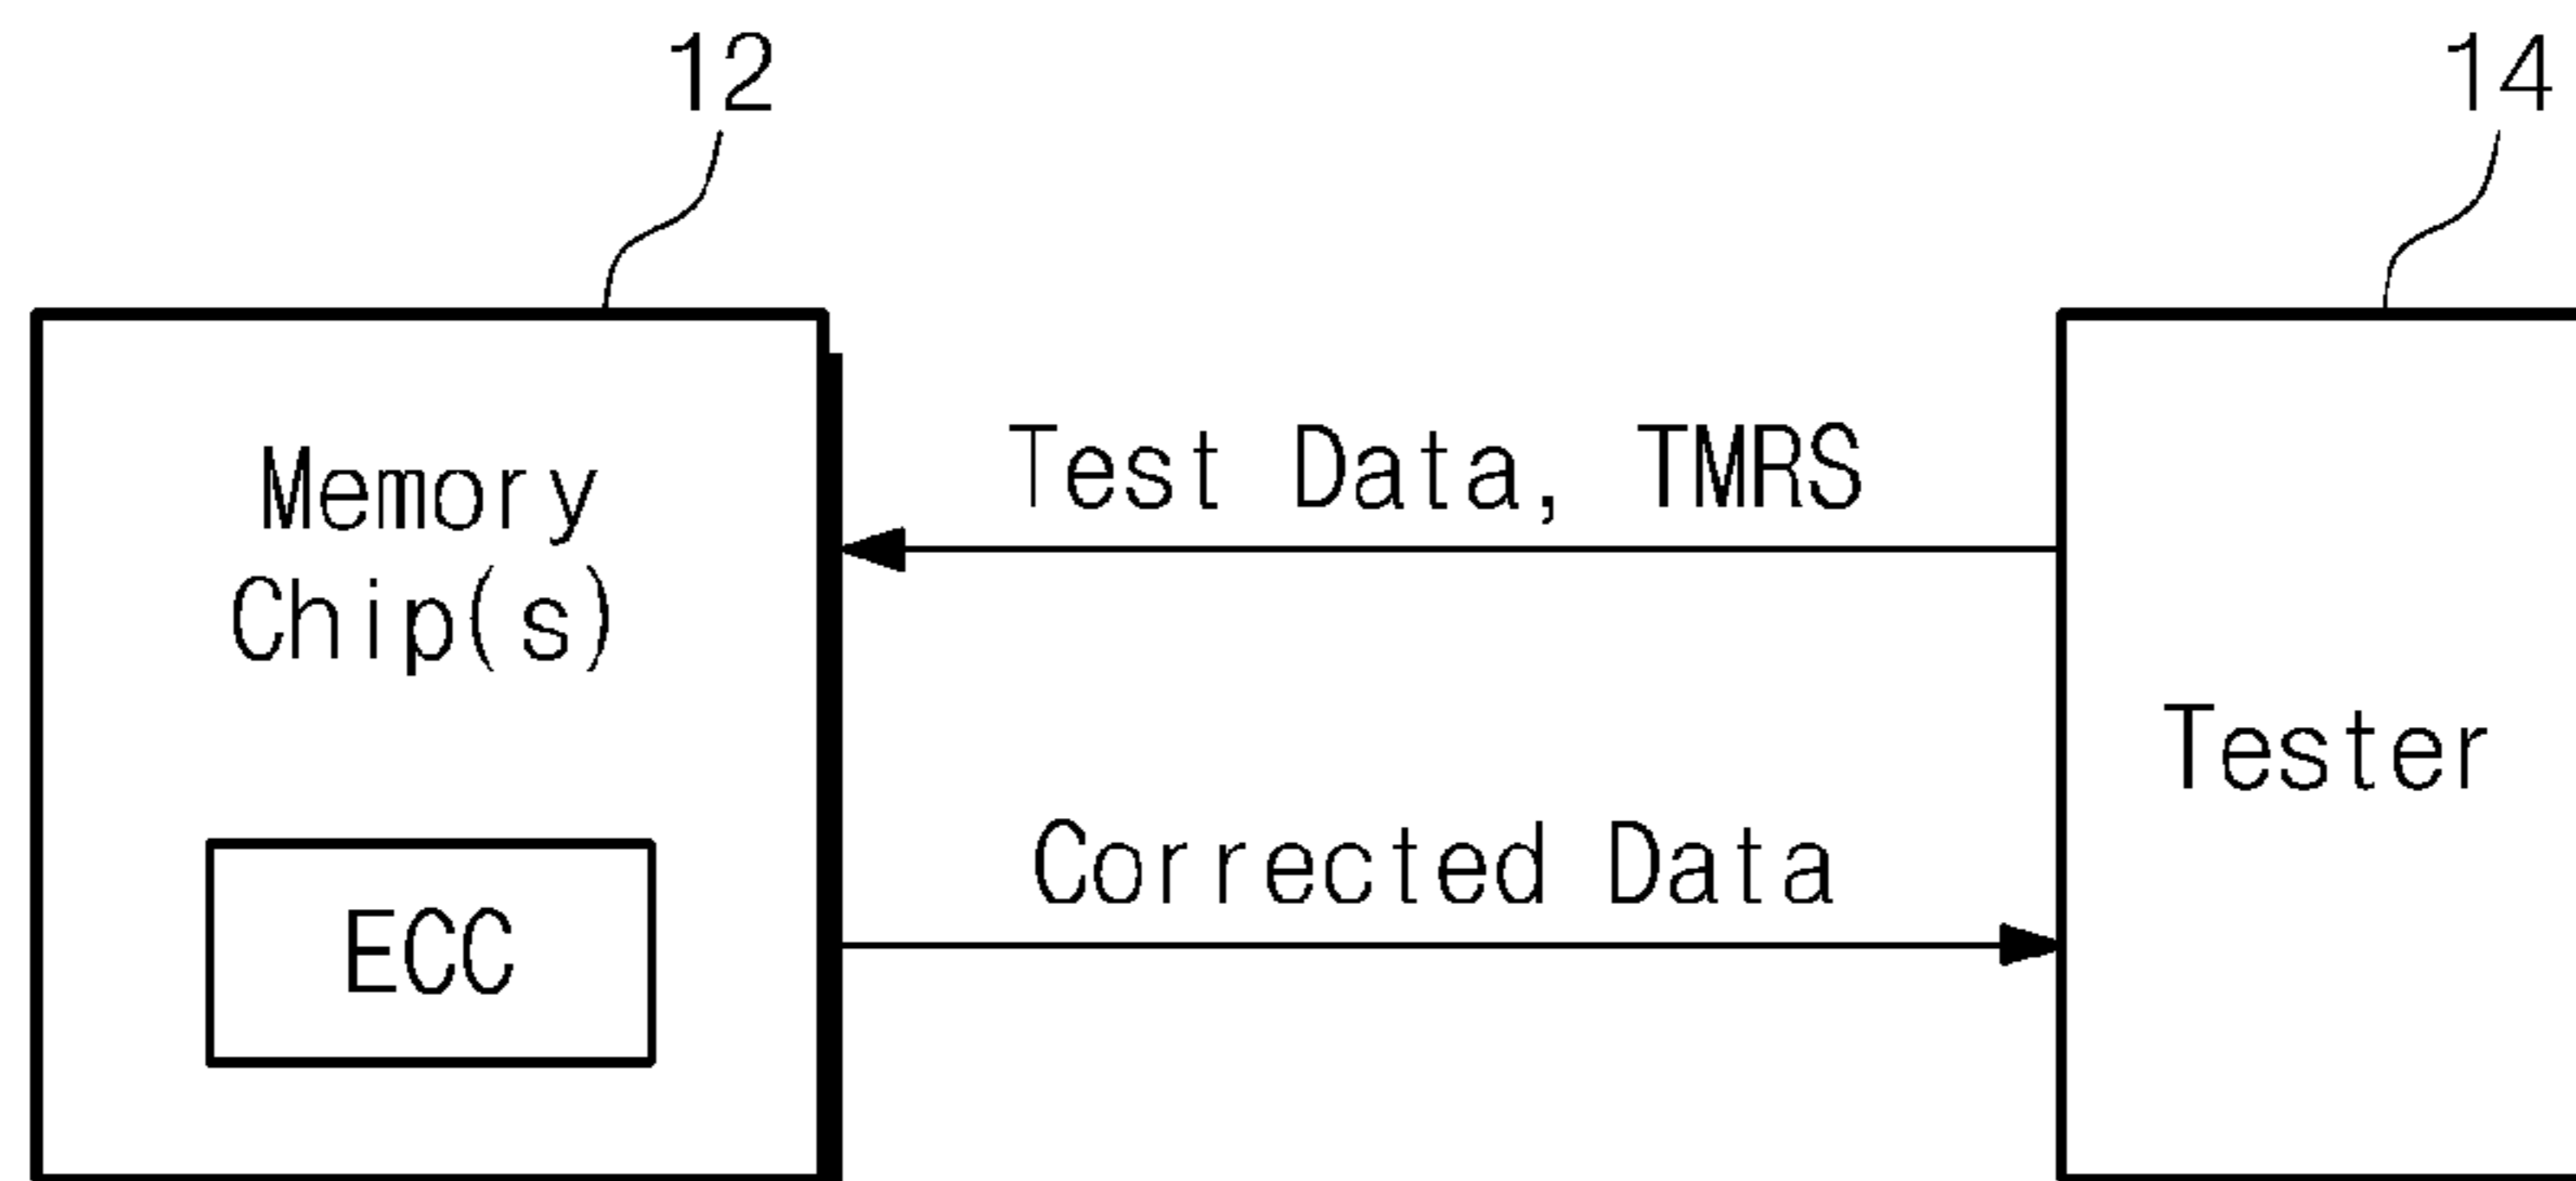 12
14
Memory
Chip(s)
Test Data, TMRS
Tester
Corrected Data
ECC